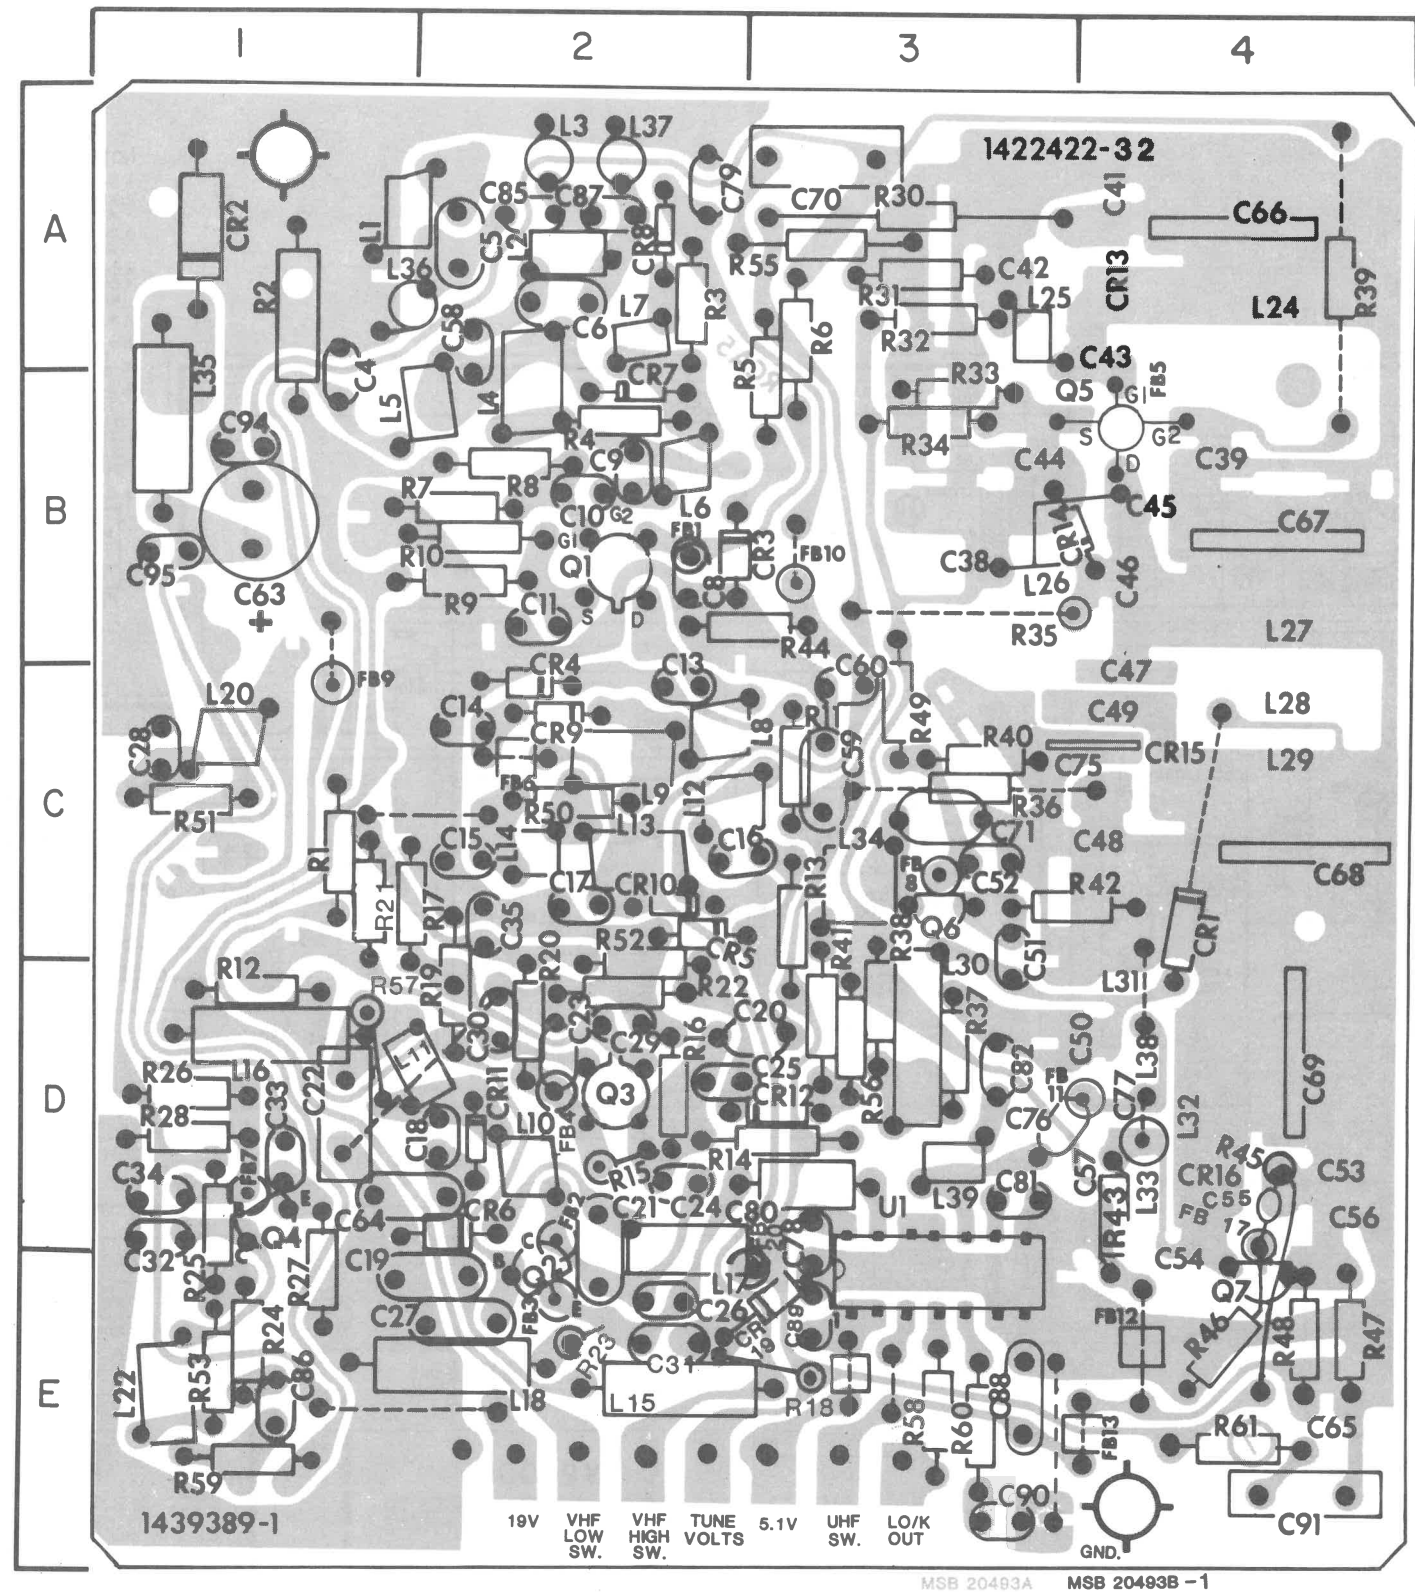 1 2 3 4
A
B
C
D
E
L3 L37
1422422-32
C41
C79
C70 R30
C66
C85 C87
CR2
L1
C5
L2
CR8
R55
C42
CR13
R39
L36
R2
R3
R31
L25
L24
C58
C6
L7
R6
R32
C43
L35
C4
R5
CR7
R33
Q5
G1
FB5
L5
L4
C94
R4
R34
S
G2
C9
C44
D
C39
R8
R7
L6
C10
G2
C45
FB1
CR3
CR14
C67
R10
G1
FB10
C95
Q1
C38
L26
C46
C63
R9
C8
+
C11
S
D
R44
R35
L27
FB9
CR4
C13
C60
C47
L20
C14
R11
R49
C49
L28
C28
CR9
L8
C59
R40
CR15
C75
L29
FB6
L9
L12
R36
R51
R50
L13
L34
C71
R1
C15
L14
C16
C48
C17
R13
FB
8
C52
C68
R21
R17
CR10
R42
C35
Q6
CR1
R52
CR5
R38
R41
R20
L30
C51
R12
R57
R19
R22
L31
C30
C23
C20
R37
C29
R16
C50
L38
L11
C25
C82
R26 L16
C22
CR11
Q3
CR12
R56
FB
11
C77
C69
C33
R28
L10
FB4
C76
L32
C18
R14
C57
R45
C34
FB7
R15
L39
CR16
C53
E
C21 C24
C81
L33
C55
B
C64
CR6
FB2
C80
U1
1R43
FB
17
C56
C32
C
Q4
C19
C
C78
C54
R25
R27
B
Q2
L17
Q7
FB3
E
C26
R24
C27
CR
19
C89
FB12
R46
R48
R47
R23
C31
L22
R53
C86
L18
L15
R18
R58
R60
C88
FB13
R61
C65
R59
C90
C91
1439389-1
19V
VHF
LOW
SW.
VHF
HIGH
SW.
TUNE
VOLTS
5.1V
UHF
SW.
LO/K
OUT
GND.
MSB 20493A MSB 20493B-1